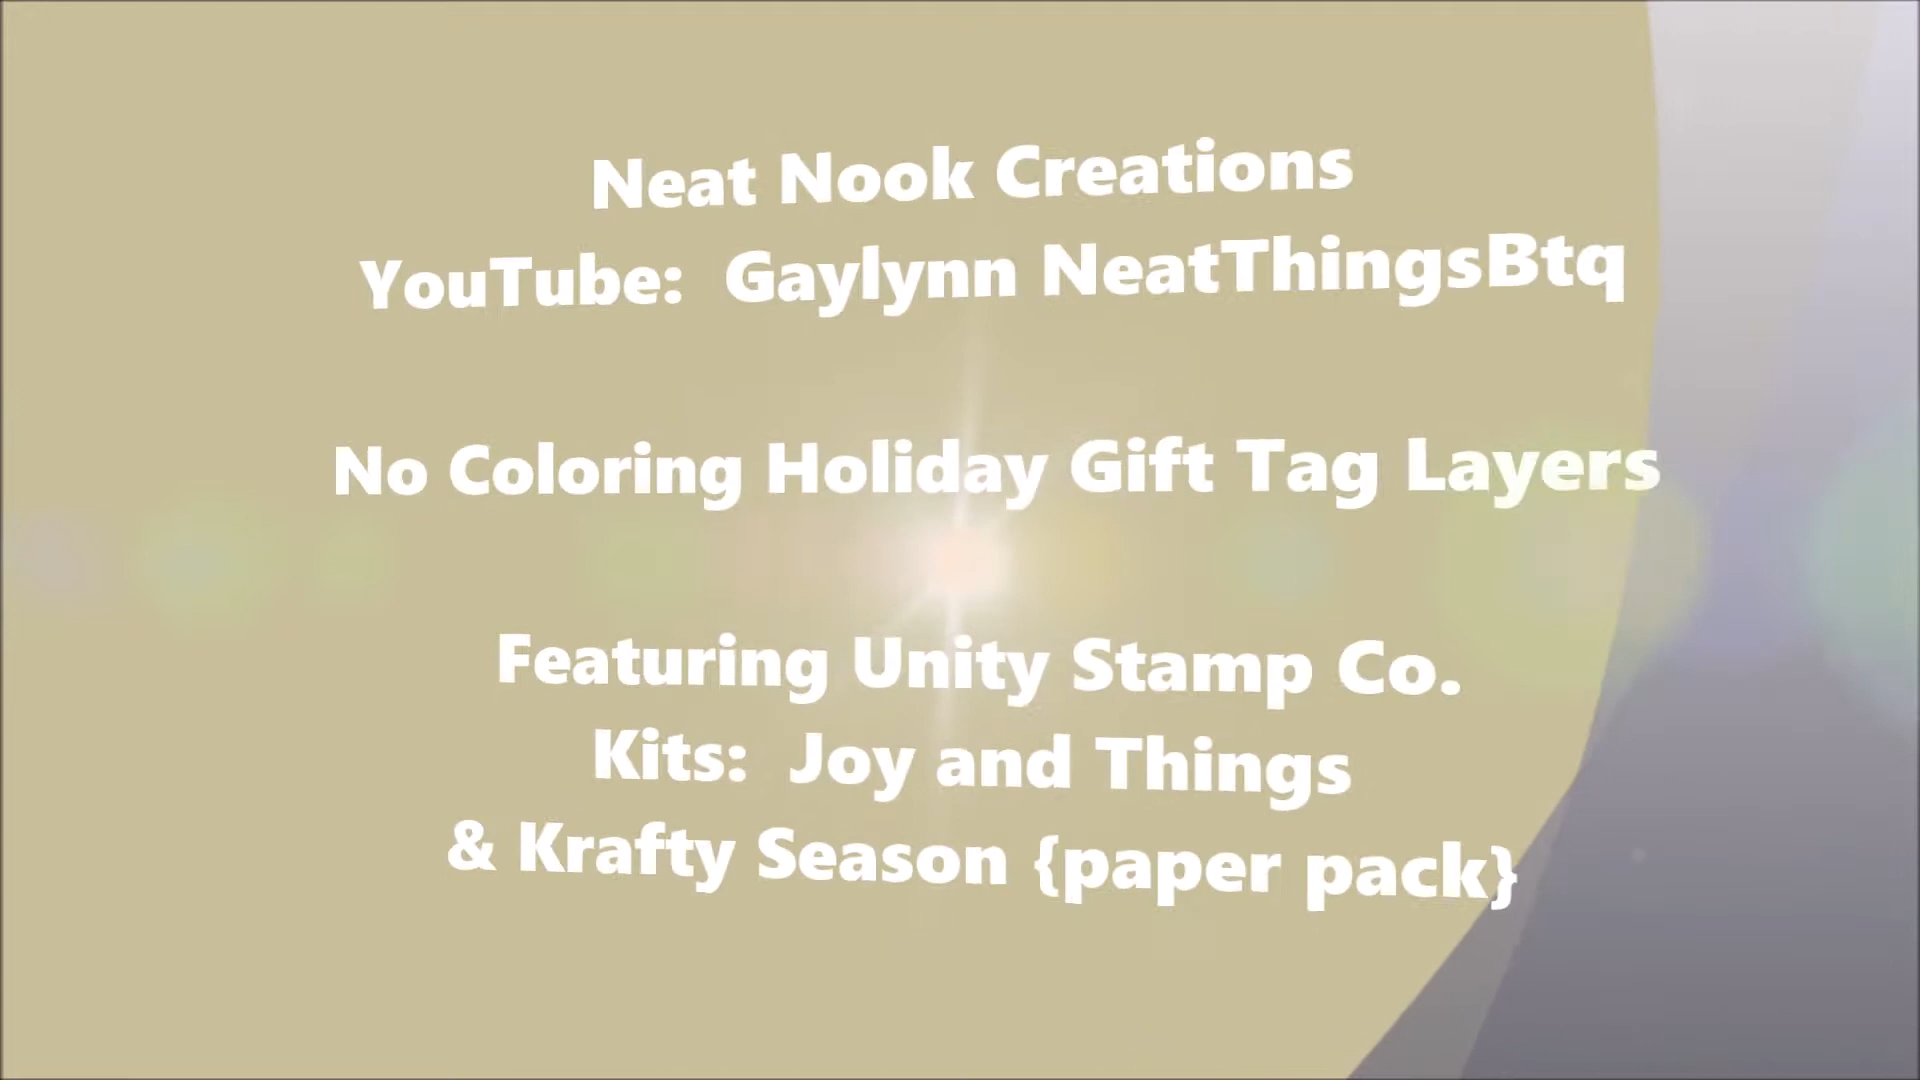 Neat Nook Creations
YouTube:  Gaylynn NeatThingsBtq
No Coloring Holiday Gift Tag Layers
Featuring Unity Stamp Co.
Kits:  Joy and Things
& Krafty Season {paper pack}